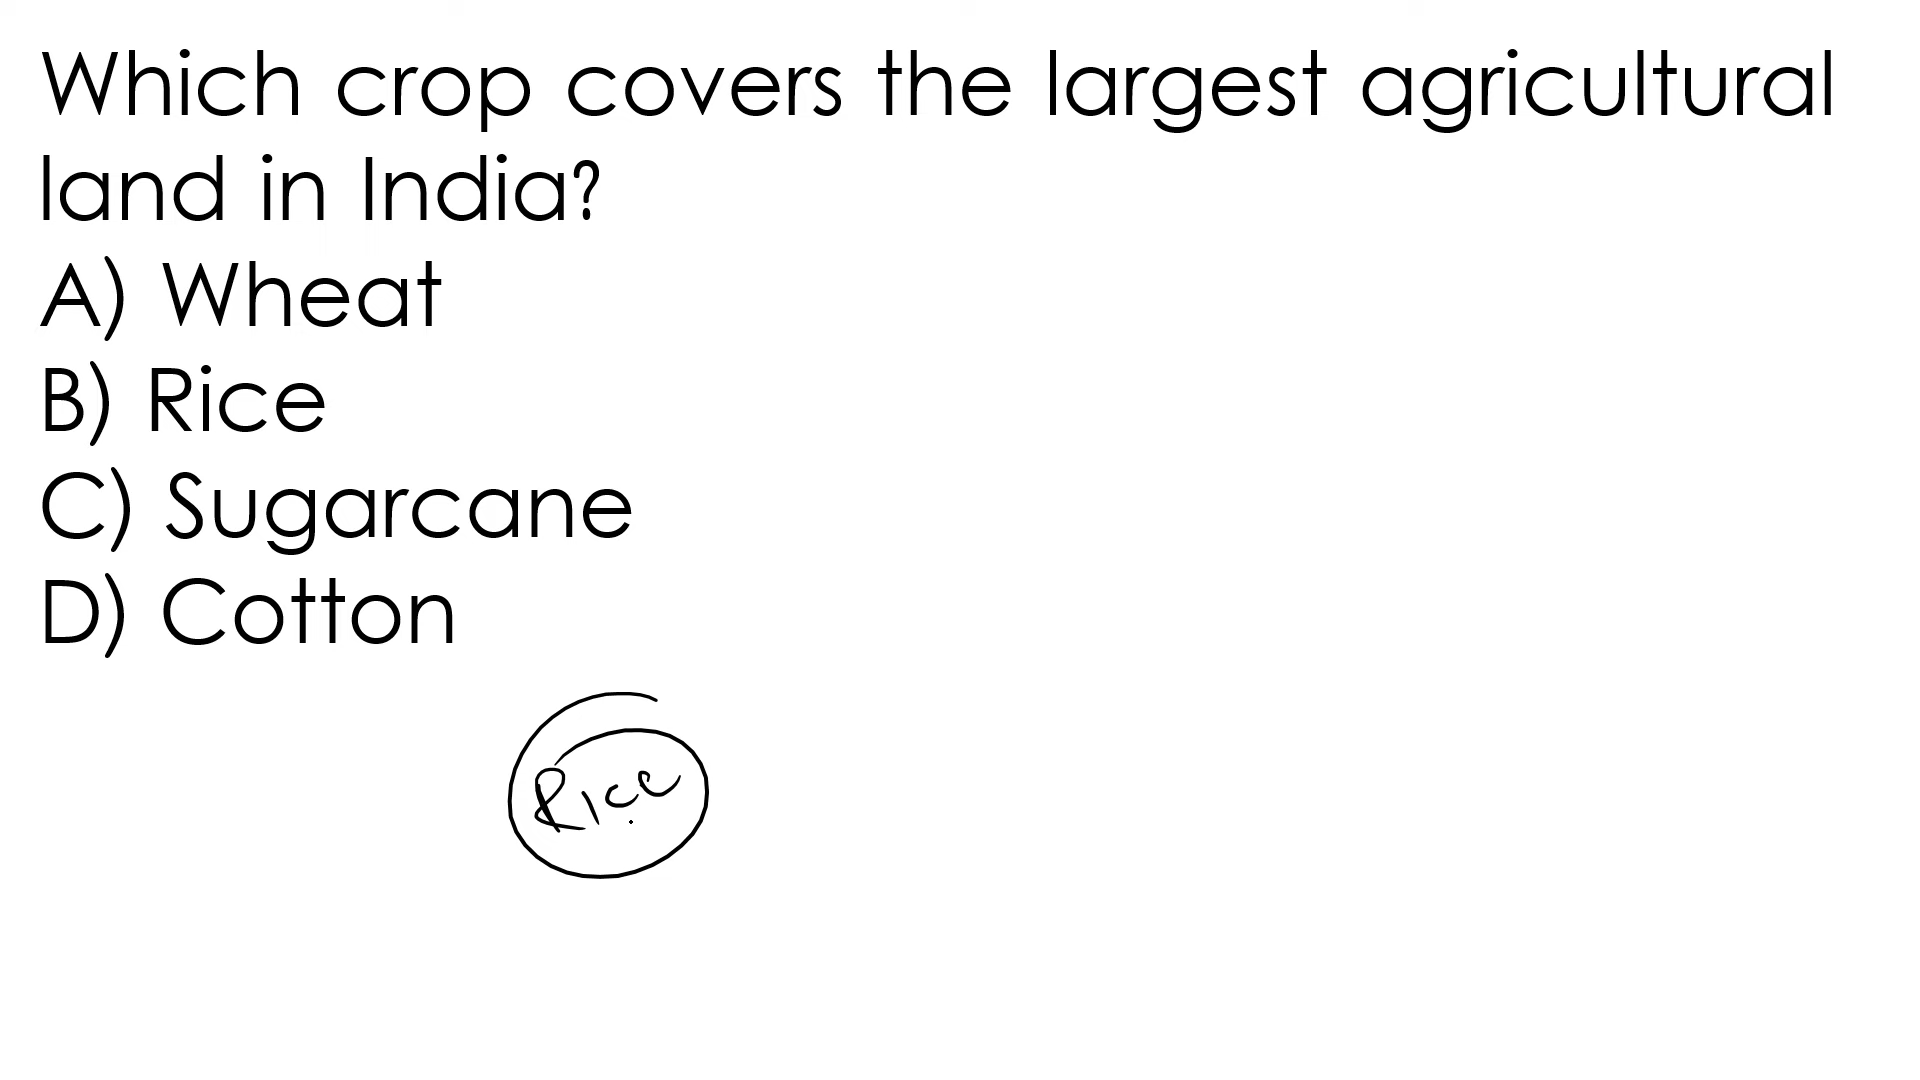 Which crop covers the largest agricultural
land in India?
A) Wheat
B) Rice
C) Sugarcane
D) Cotton
Rice